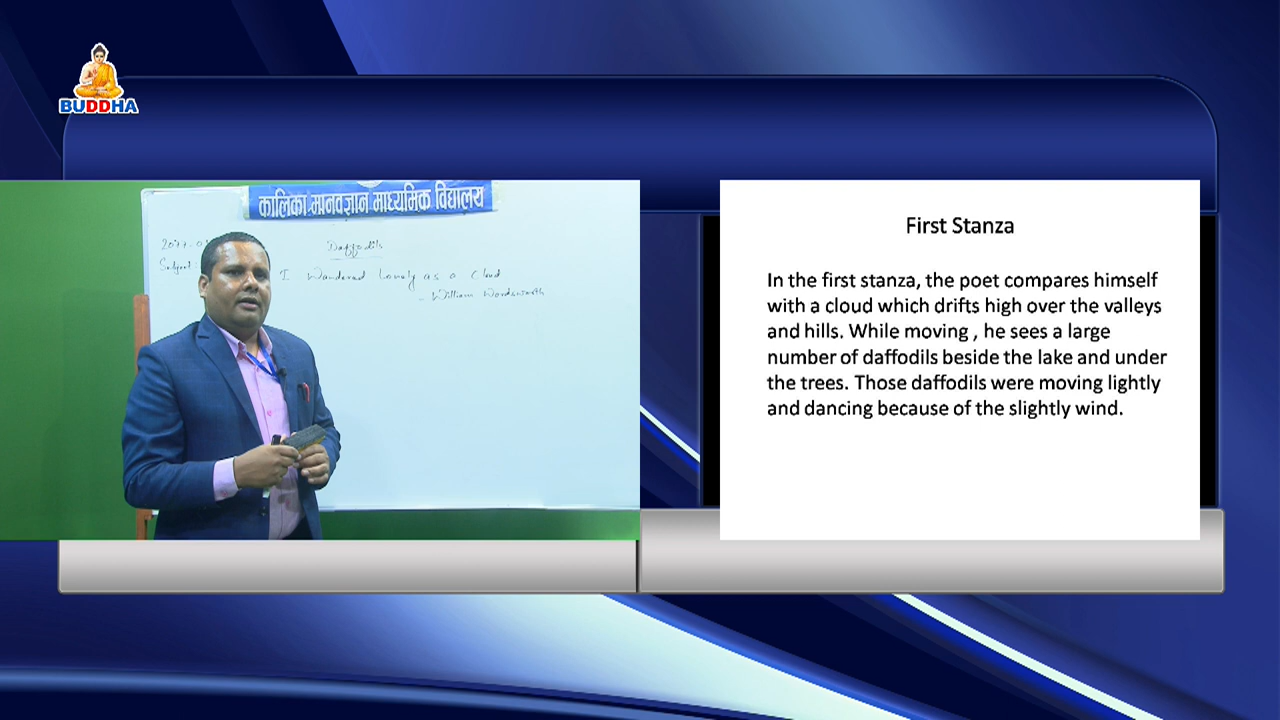 BUDDHA
कालिका मानवज्ञान माध्यमिक विद्यालय
Daffodils
I Wandered Lonely as a Cloud
- William Wordsworth
First Stanza
In the first stanza, the poet compares himself
with a cloud which drifts high over the valleys
and hills. While moving , he sees a large
number of daffodils beside the lake and under
the trees. Those daffodils were moving lightly
and dancing because of the slightly wind.